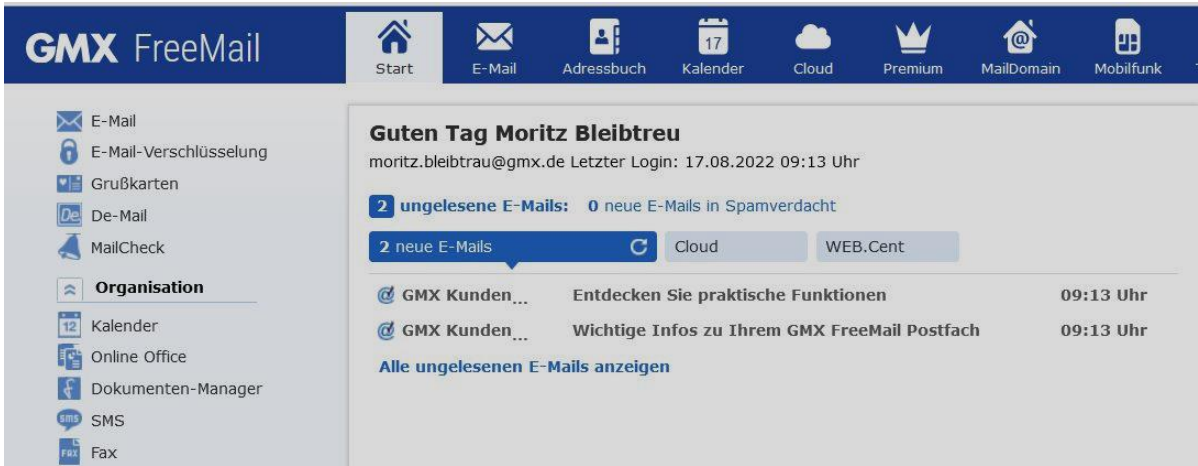 GMX FreeMail
Start E-Mail Adressbuch 17 Kalender Cloud Premium @ MailDomain Mobilfunk
E-Mail
E-Mail-Verschlüsselung
Grußkarten
De De-Mail
MailCheck
Organisation
12 Kalender
Online Office
Dokumenten-Manager
sms SMS
FAX Fax
Guten Tag Moritz Bleibtreu
moritz.bleibtrau@gmx.de Letzter Login: 17.08.2022 09:13 Uhr
2 ungelesene E-Mails: 0 neue E-Mails in Spamverdacht
2 neue E-Mails Cloud WEB.Cent
GMX Kunden... Entdecken Sie praktische Funktionen 09:13 Uhr
GMX Kunden... Wichtige Infos zu Ihrem GMX FreeMail Postfach 09:13 Uhr
Alle ungelesenen E-Mails anzeigen